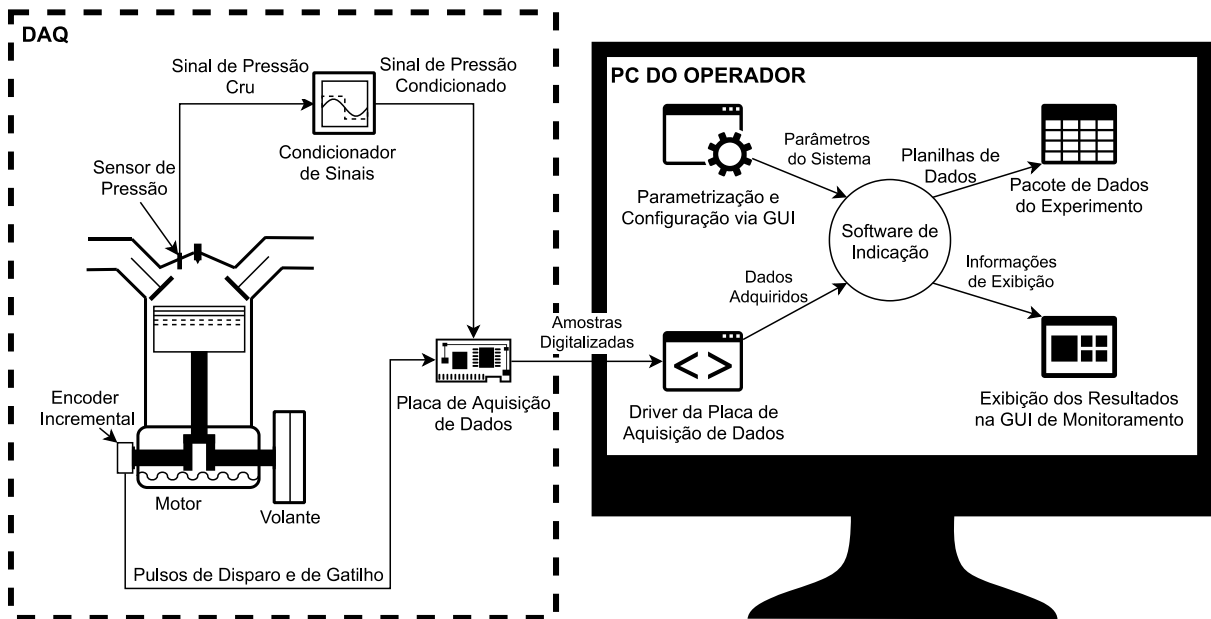 DAQ
Sinal de Pressão
Cru
Sinal de Pressão
Condicionado
Condicionador
de Sinais
Sensor de
Pressão
Encoder
Incremental
Motor
Volante
Pulsos de Disparo e de Gatilho
Placa de Aquisição
de Dados
Amostras
Digitalizadas
PC DO OPERADOR
Parametrização e
Configuração via GUI
Parâmetros
do Sistema
Software de
Indicação
Planilhas de
Dados
Pacote de Dados
do Experimento
Dados
Adquiridos
Driver da Placa de
Aquisição de Dados
Informações
de Exibição
Exibição dos Resultados
na GUI de Monitoramento